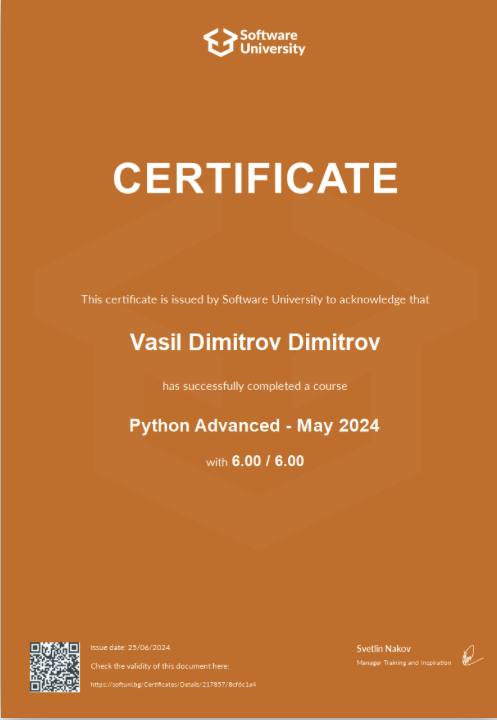 Software
University
CERTIFICATE
This certificate is issued by Software University to acknowledge that
Vasil Dimitrov Dimitrov
has successfully completed a course
Python Advanced - May 2024
with 6.00 / 6.00
Issue date: 25/06/2024
Check the validity of this document here:
https://softuni.bg/Certificates/Details/217857/8cf6c1a4
Svetlin Nakov
Manager Training and Inspiration